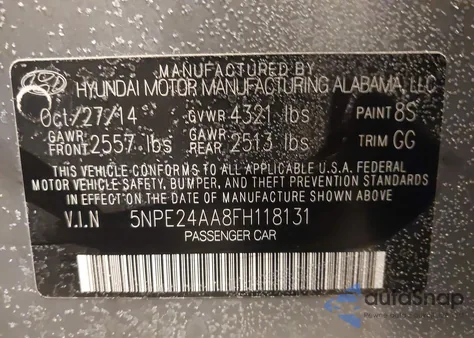 MANUFACTURED BY
HYUNDAI MOTOR MANUFACTURING ALABAMA, LLC
Oct/27/14 GVWR 4321 lbs PAINT 8S
GAWR FRONT 2557 lbs GAWR REAR 2513 lbs TRIM GG
THIS VEHICLE CONFORMS TO ALL APPLICABLE U.S.A. FEDERAL
MOTOR VEHICLE SAFETY, BUMPER, AND THEFT PREVENTION STANDARDS
IN EFFECT ON THE DATE OF MANUFACTURE SHOWN ABOVE
V.I.N 5NPE24AA8FH118131
PASSENGER CAR
autoSnap